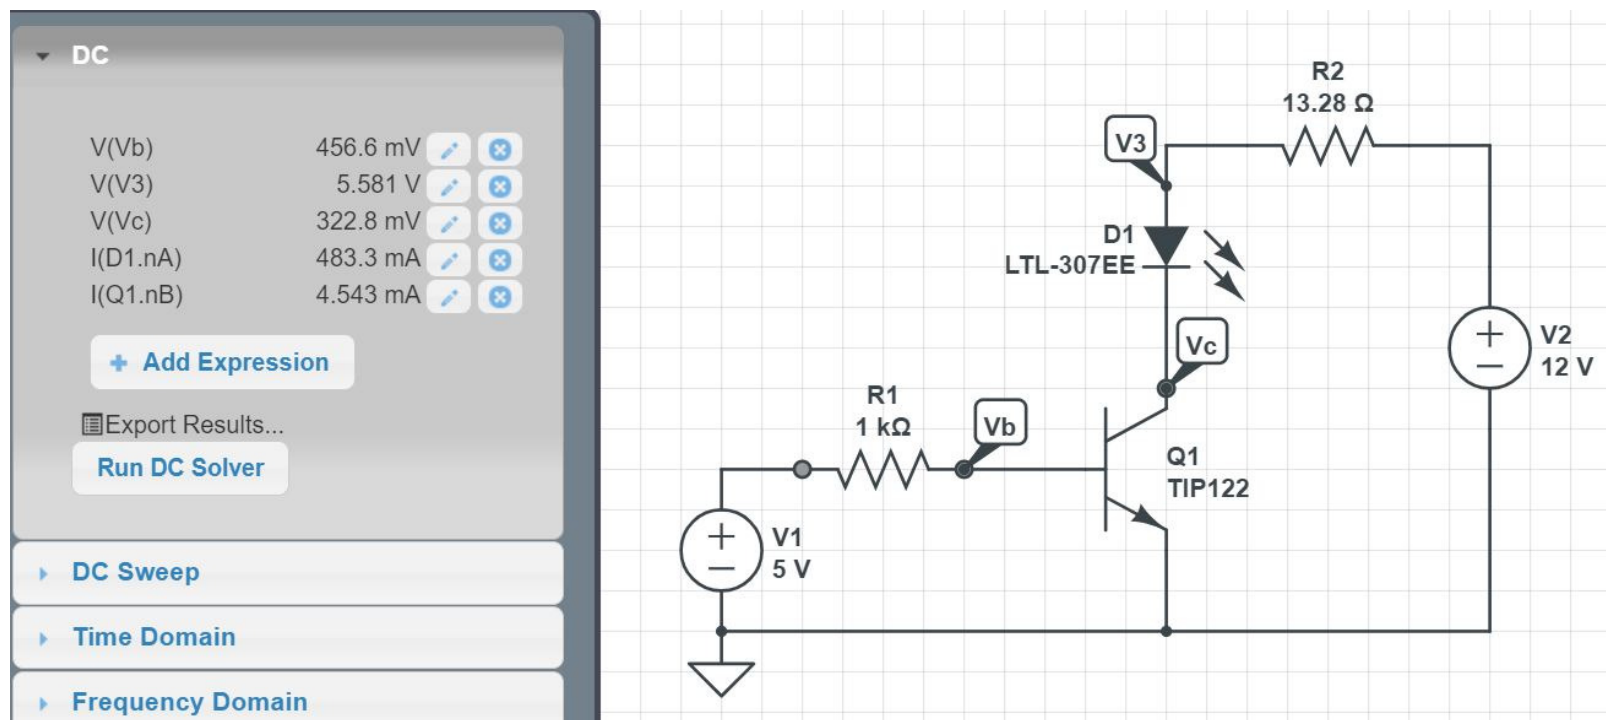 DC
V(Vb) 456.6 mV
V(V3) 5.581 V
V(Vc) 322.8 mV
I(D1.nA) 483.3 mA
I(Q1.nB) 4.543 mA
+ Add Expression
Export Results...
Run DC Solver
DC Sweep
Time Domain
Frequency Domain
R2
13.28 Ω
V3
D1
LTL-307EE
Vc
V2
12 V
R1
1 kΩ
Vb
Q1
TIP122
V1
5 V